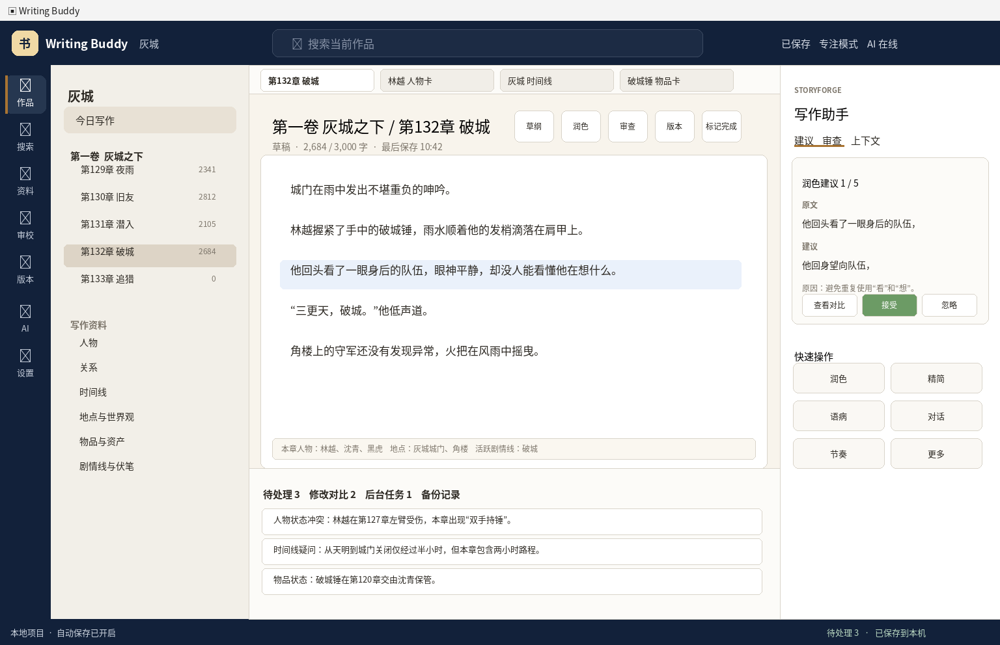 Writing Buddy
书 Writing Buddy 灰城
搜索当前作品
已保存 专注模式 AI 在线
作品
搜索
资料
审校
版本
AI
设置
灰城
今日写作
第一卷 灰城之下
第129章 夜雨 2341
第130章 旧友 2812
第131章 潜入 2105
第132章 破城 2684
第133章 追猎 0
写作资料
人物
关系
时间线
地点与世界观
物品与资产
剧情线与伏笔
第132章 破城
林越 人物卡
灰城 时间线
破城锤 物品卡
第一卷 灰城之下 / 第132章 破城
草稿 · 2,684 / 3,000 字 · 最后保存 10:42
草纲
润色
审查
版本
标记完成
城门在雨中发出不堪重负的呻吟。
林越握紧了手中的破城锤，雨水顺着他的发梢滴落在肩甲上。
他回头看了一眼身后的队伍，眼神平静，却没人能看懂他在想什么。
“三更天，破城。”他低声道。
角楼上的守军还没有发现异常，火把在风雨中摇曳。
本章人物：林越、沈青、黑虎 地点：灰城城门、角楼 活跃剧情线：破城
待处理 3 修改对比 2 后台任务 1 备份记录
人物状态冲突：林越在第127章左臂受伤，本章出现“双手持锤”。
时间线疑问：从天明到城门关闭仅经过半小时，但本章包含两小时路程。
物品状态：破城锤在第120章交由沈青保管。
STORYFORGE
写作助手
建议 审查 上下文
润色建议 1 / 5
原文
他回头看了一眼身后的队伍，
建议
他回身望向队伍，
原因：避免重复使用“看”和“想”。
查看对比
接受
忽略
快速操作
润色
精简
语病
对话
节奏
更多
本地项目 · 自动保存已开启
待处理 3 · 已保存到本机